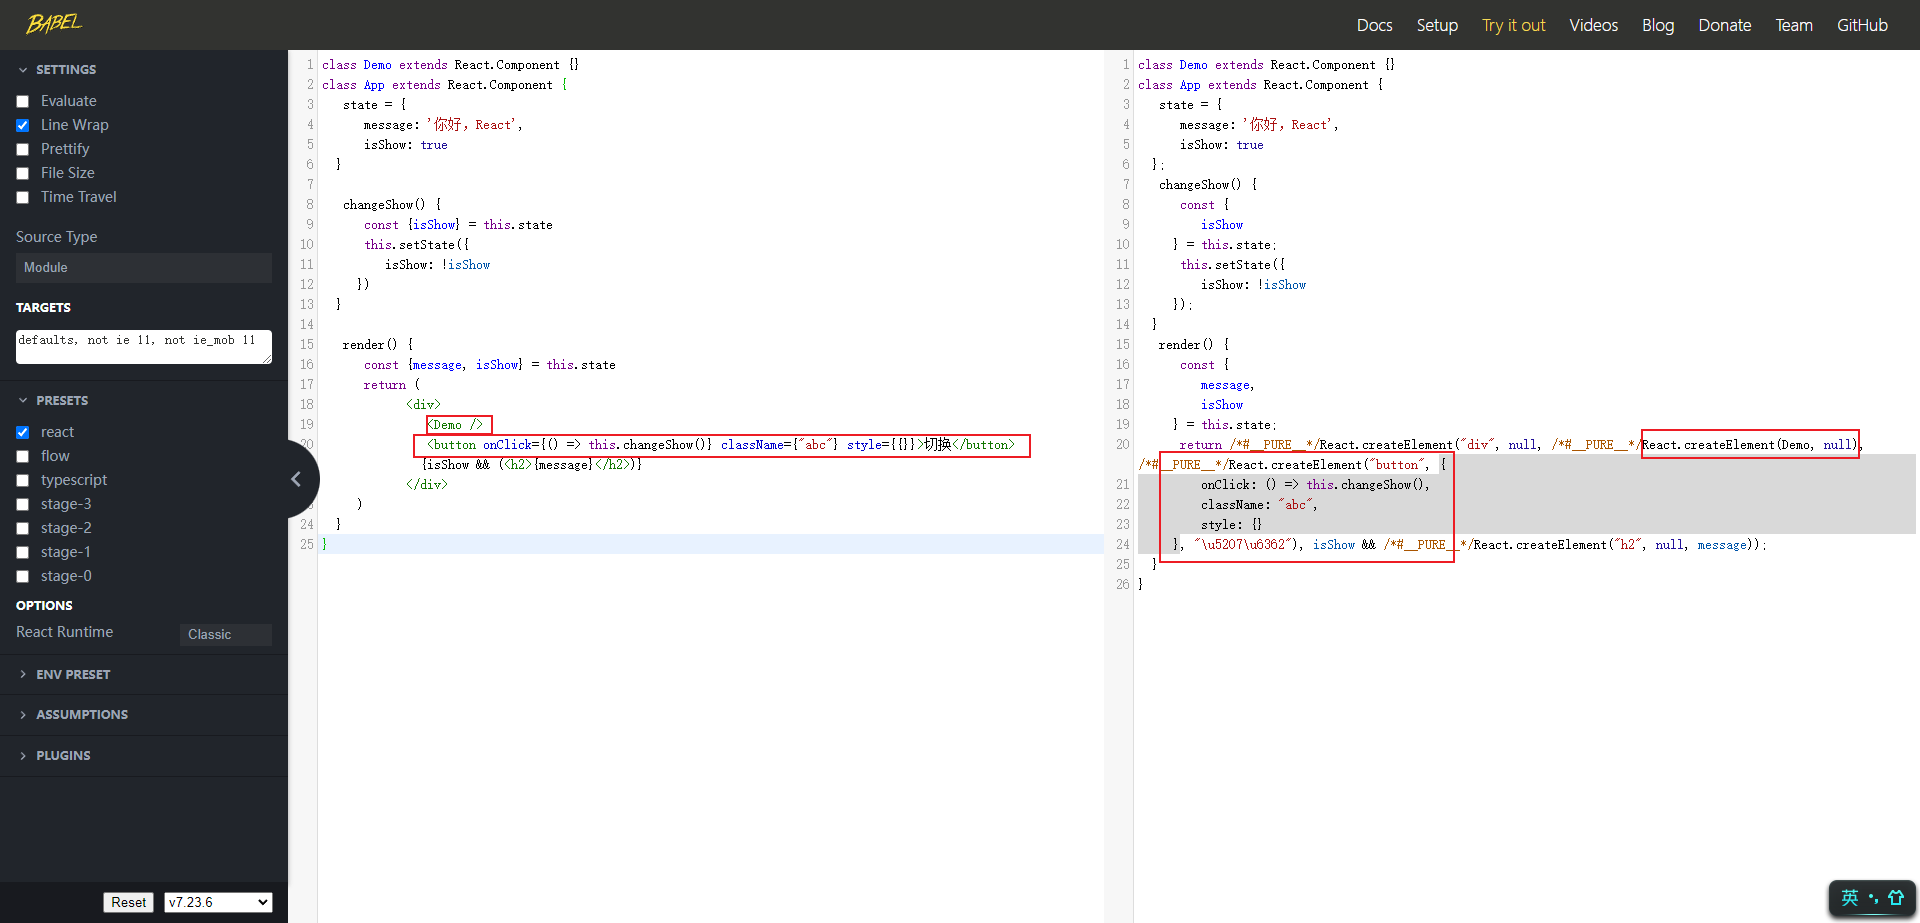 BABEL
Docs Setup Try it out Videos Blog Donate Team GitHub
SETTINGS
Evaluate
Line Wrap
Prettify
File Size
Time Travel
Source Type
Module
TARGETS
defaults, not ie 11, not ie_mob 11
PRESETS
react
flow
typescript
stage-3
stage-2
stage-1
stage-0
OPTIONS
React Runtime Classic
ENV PRESET
ASSUMPTIONS
PLUGINS
Reset v7.23.6
1 class Demo extends React.Component {}
2 class App extends React.Component {
3 state = {
4 message: '你好，React',
5 isShow: true
6 }
7
8 changeShow() {
9 const {isShow} = this.state
10 this.setState({
11 isShow: !isShow
12 })
13 }
14
15 render() {
16 const {message, isShow} = this.state
17 return (
18 <div>
19 <Demo />
20 <button onClick={() => this.changeShow()} className={"abc"} style={{}}>切换</button>
{isShow && (<h2>{message}</h2>)}
</div>
)
24 }
25 }
1 class Demo extends React.Component {}
2 class App extends React.Component {
3 state = {
4 message: '你好，React',
5 isShow: true
6 };
7 changeShow() {
8 const {
9 isShow
10 } = this.state;
11 this.setState({
12 isShow: !isShow
13 });
14 }
15 render() {
16 const {
17 message,
18 isShow
19 } = this.state;
20 return /*#__PURE__*/React.createElement("div", null, /*#__PURE__*/React.createElement(Demo, null),
/*#__PURE__*/React.createElement("button", {
21 onClick: () => this.changeShow(),
22 className: "abc",
23 style: {}
24 }, "\u5207\u6362"), isShow && /*#__PURE__*/React.createElement("h2", null, message));
25 }
26 }
英